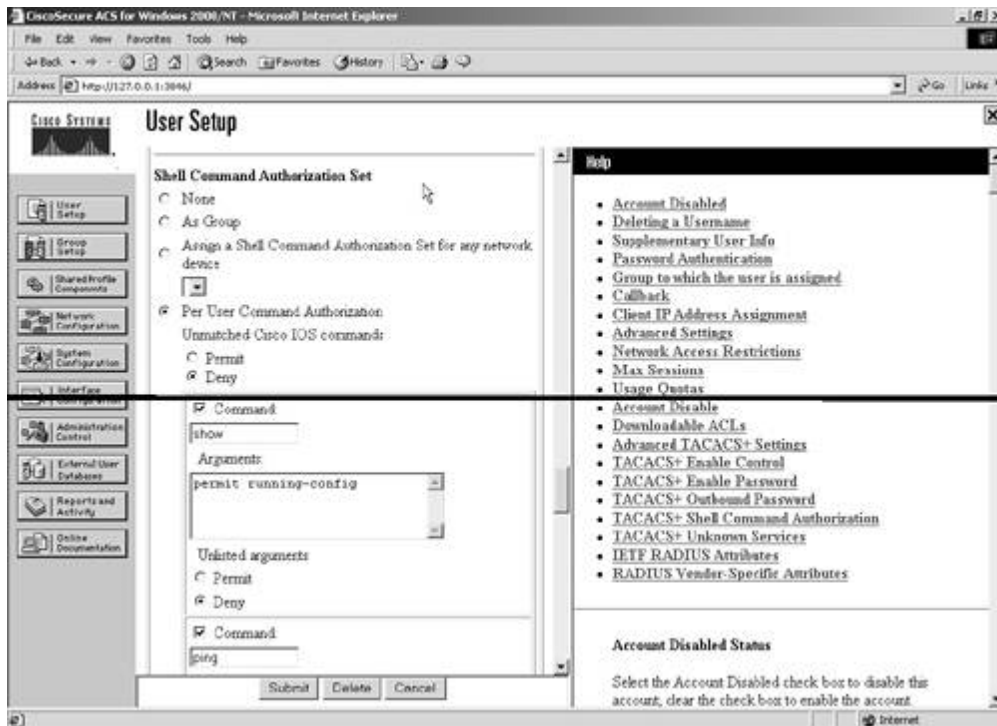 CiscoSecure ACS for Windows 2000/NT - Microsoft Internet Explorer
File Edit View Favorites Tools Help
Back Search Favorites History
Address http://127.0.0.1:3846/ Go Links
CISCO SYSTEMS
User Setup
User Setup
Group Setup
Shared Profile Components
Network Configuration
System Configuration
Interface Configuration
Administration Control
External User Databases
Reports and Activity
Online Documentation
Shell Command Authorization Set
None
As Group
Assign a Shell Command Authorization Set for any network
device
Per User Command Authorization
Unmatched Cisco IOS commands
Permit
Deny
Command
show
Arguments
permit running-config
Unlisted arguments
Permit
Deny
Command
ping
Submit Delete Cancel
Help
Account Disabled
Deleting a Username
Supplementary User Info
Password Authentication
Group to which the user is assigned
Callback
Client IP Address Assignment
Advanced Settings
Network Access Restrictions
Max Sessions
Usage Quotas
Account Disable
Downloadable ACLs
Advanced TACACS+ Settings
TACACS+ Enable Control
TACACS+ Enable Password
TACACS+ Outbound Password
TACACS+ Shell Command Authorization
TACACS+ Unknown Services
IETF RADIUS Attributes
RADIUS Vender-Specific Attributes
Account Disabled Status
Select the Account Disabled check box to disable this
account, clear the check box to enable the account.
Internet